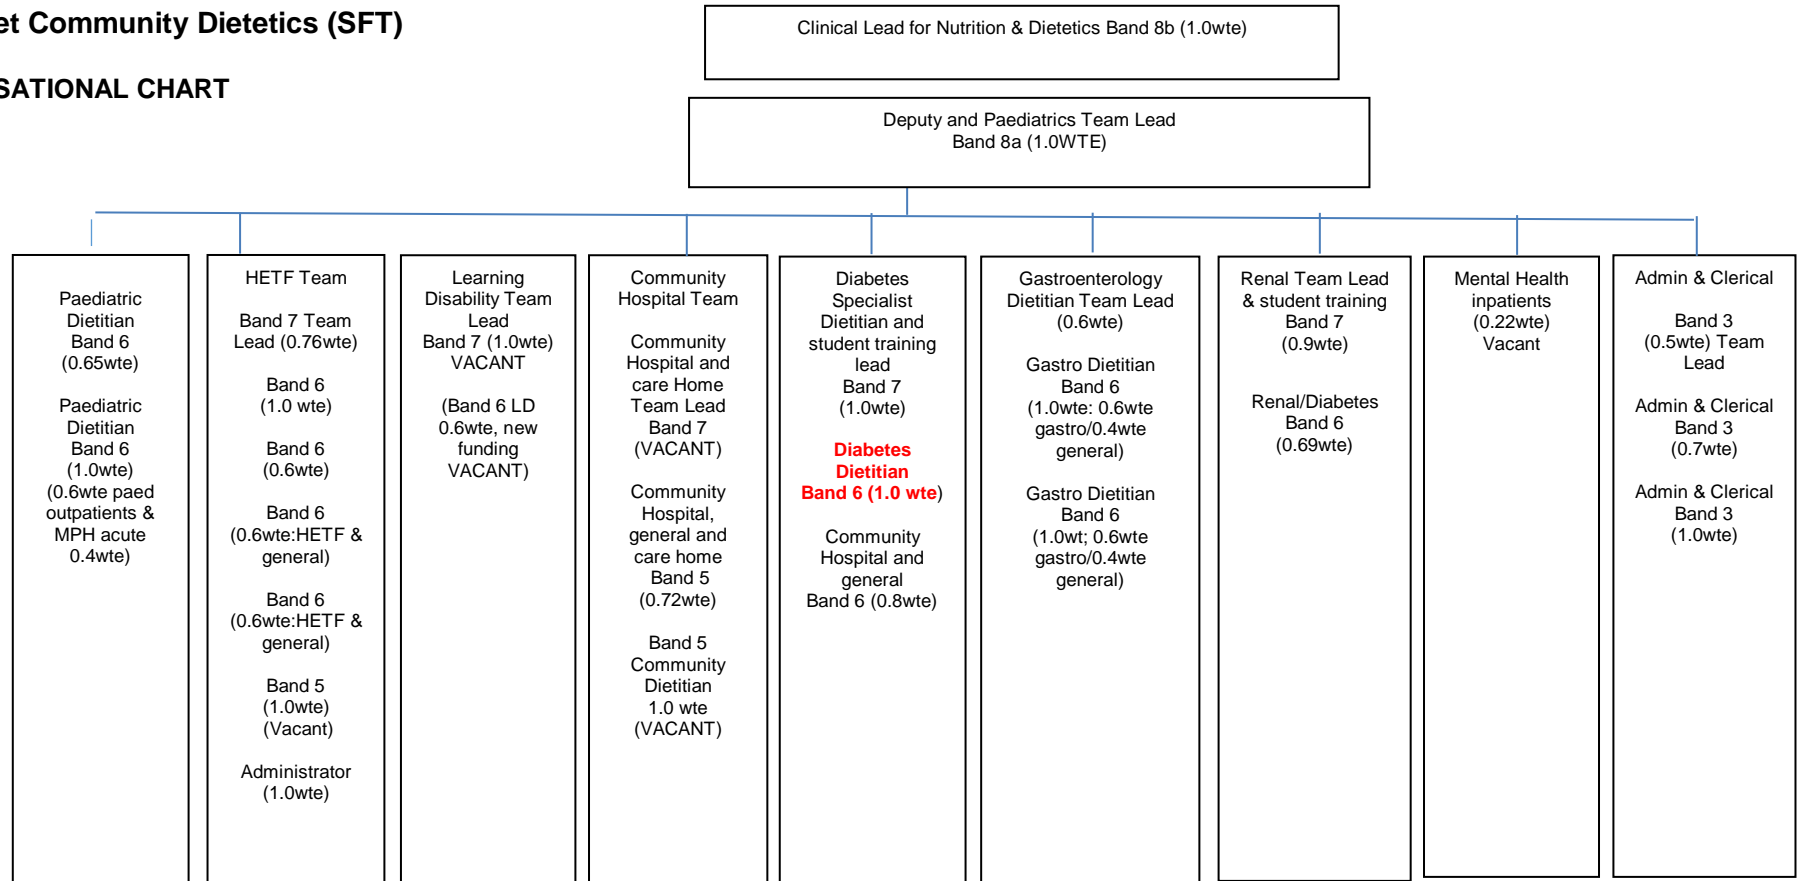 et Community Dietetics (SFT)
SATIONAL CHART
Clinical Lead for Nutrition & Dietetics Band 8b (1.0wte)
Deputy and Paediatrics Team Lead
Band 8a (1.0WTE)
Paediatric
Dietitian
Band 6
(0.65wte)
Paediatric
Dietitian
Band 6
(1.0wte)
(0.6wte paed
outpatients &
MPH acute
0.4wte)
HETF Team
Band 7 Team
Lead (0.76wte)
Band 6
(1.0 wte)
Band 6
(0.6wte)
Band 6
(0.6wte:HETF &
general)
Band 6
(0.6wte:HETF &
general)
Band 5
(1.0wte)
(Vacant)
Administrator
(1.0wte)
Learning
Disability Team
Lead
Band 7 (1.0wte)
VACANT
(Band 6 LD
0.6wte, new
funding
VACANT)
Community
Hospital Team
Community
Hospital and
care Home
Team Lead
Band 7
(VACANT)
Community
Hospital,
general and
care home
Band 5
(0.72wte)
Band 5
Community
Dietitian
1.0 wte
(VACANT)
Diabetes
Specialist
Dietitian and
student training
lead
Band 7
(1.0wte)
Diabetes
Dietitian
Band 6 (1.0 wte)
Community
Hospital and
general
Band 6 (0.8wte)
Gastroenterology
Dietitian Team Lead
(0.6wte)
Gastro Dietitian
Band 6
(1.0wte: 0.6wte
gastro/0.4wte
general)
Gastro Dietitian
Band 6
(1.0wt; 0.6wte
gastro/0.4wte
general)
Renal Team Lead
& student training
Band 7
(0.9wte)
Renal/Diabetes
Band 6
(0.69wte)
Mental Health
inpatients
(0.22wte)
Vacant
Admin & Clerical
Band 3
(0.5wte) Team
Lead
Admin & Clerical
Band 3
(0.7wte)
Admin & Clerical
Band 3
(1.0wte)